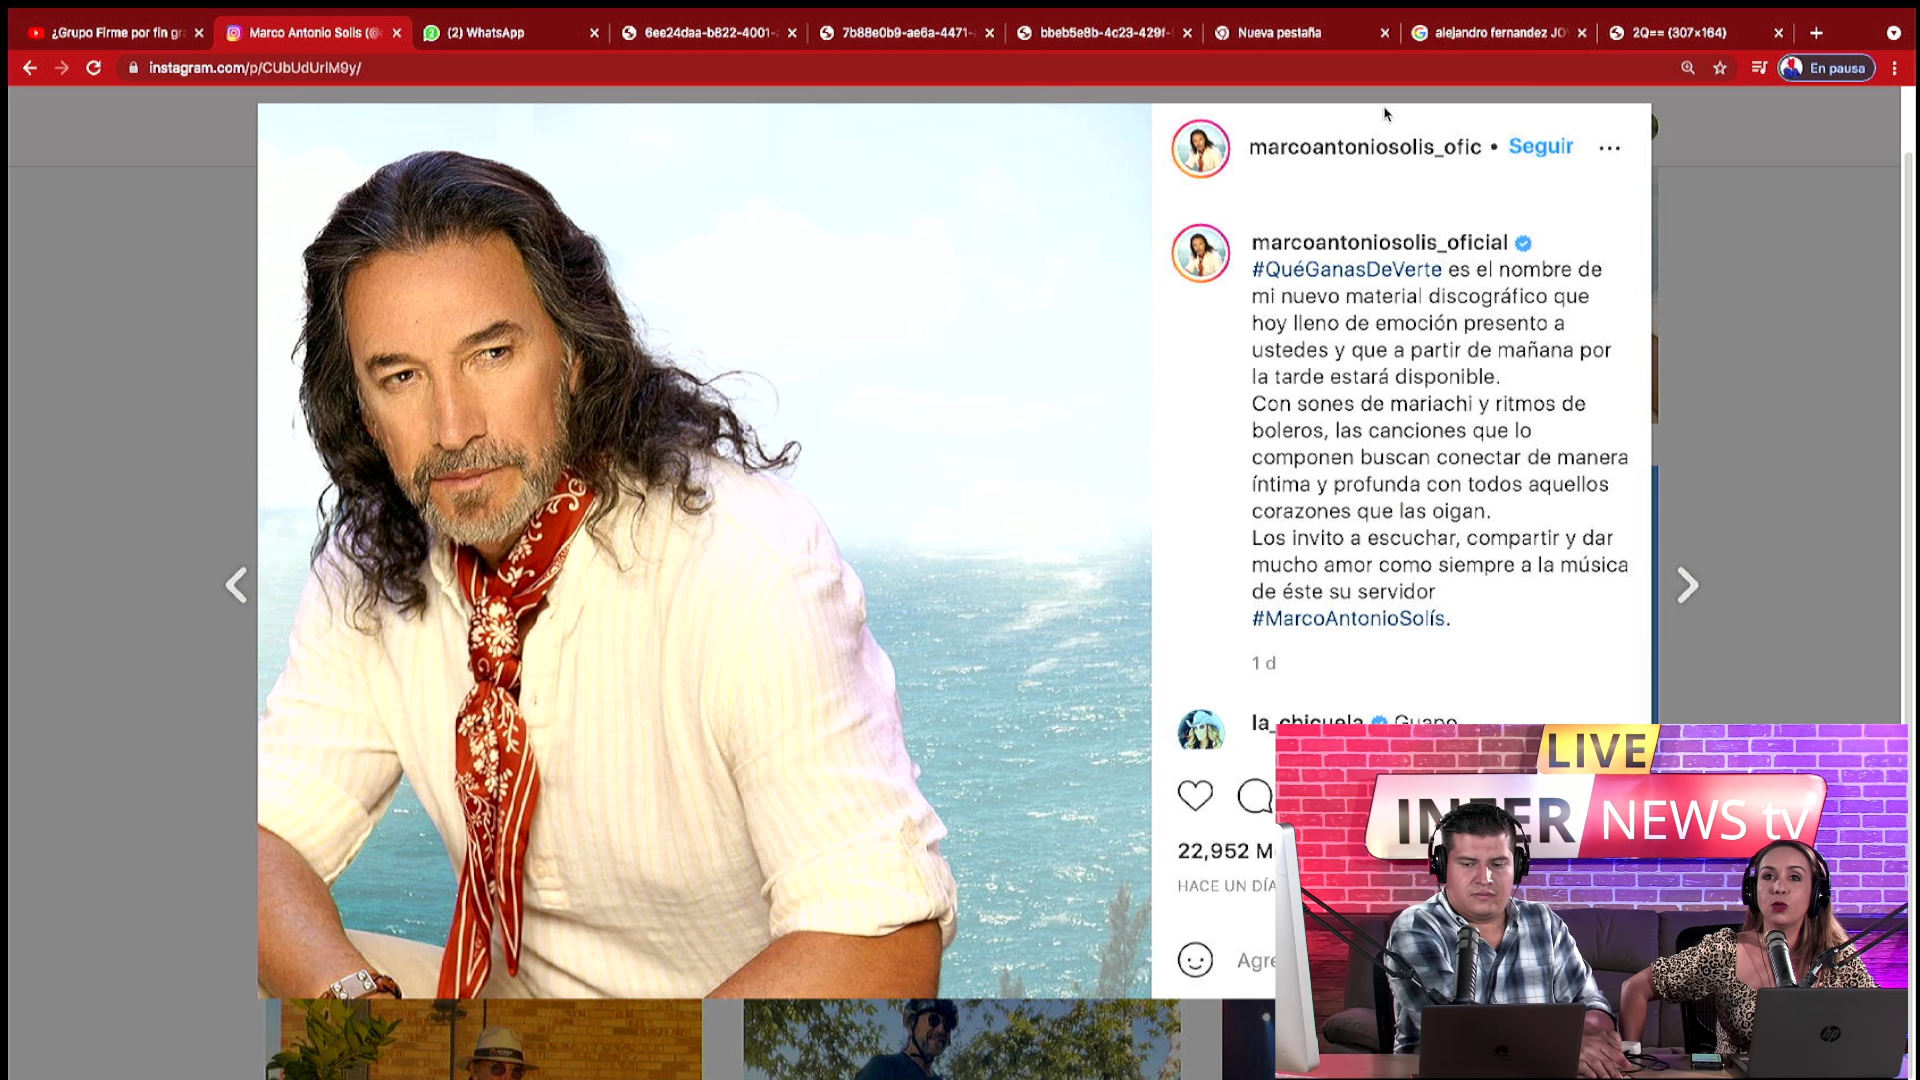 ¿Grupo Firme por fin gr
Marco Antonio Solís (@
(2) WhatsApp
6ee24daa-b822-4001-
7b88e0b9-ae6a-4471-
bbeb5e8b-4c23-429f-
Nueva pestaña
alejandro fernandez JO
2Q== (307×164)
instagram.com/p/CUbUdUrlM9y/
En pausa
marcoantoniosolis_ofic • Seguir ...
marcoantoniosolis_oficial
#QuéGanasDeVerte es el nombre de
mi nuevo material discográfico que
hoy lleno de emoción presento a
ustedes y que a partir de mañana por
la tarde estará disponible.
Con sones de mariachi y ritmos de
boleros, las canciones que lo
componen buscan conectar de manera
íntima y profunda con todos aquellos
corazones que las oigan.
Los invito a escuchar, compartir y dar
mucho amor como siempre a la música
de éste su servidor
#MarcoAntonioSolís.
1 d
la_chicuela Guapo
22,952 M
HACE UN DÍA
Agre
LIVE
INTER NEWS tv
hp